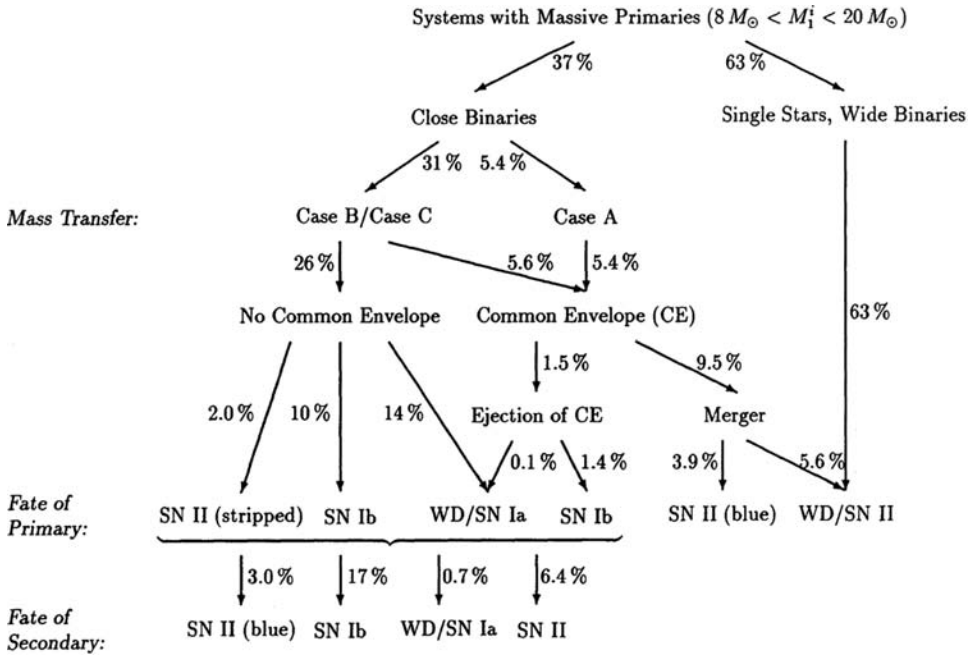 Systems with Massive Primaries (8 M⊙ < M₁ⁱ < 20 M⊙)
37 % 63 %
Close Binaries Single Stars, Wide Binaries
31 % 5.4 %
Mass Transfer: Case B/Case C Case A
26 % 5.6 % 5.4 %
No Common Envelope Common Envelope (CE) 63 %
1.5 % 9.5 %
2.0 % 10 % 14 % Ejection of CE Merger
0.1 % 1.4 % 3.9 % 5.6 %
Fate of
Primary:
SN II (stripped) SN Ib WD/SN Ia SN Ib SN II (blue) WD/SN II
3.0 % 17 % 0.7 % 6.4 %
Fate of
Secondary:
SN II (blue) SN Ib WD/SN Ia SN II